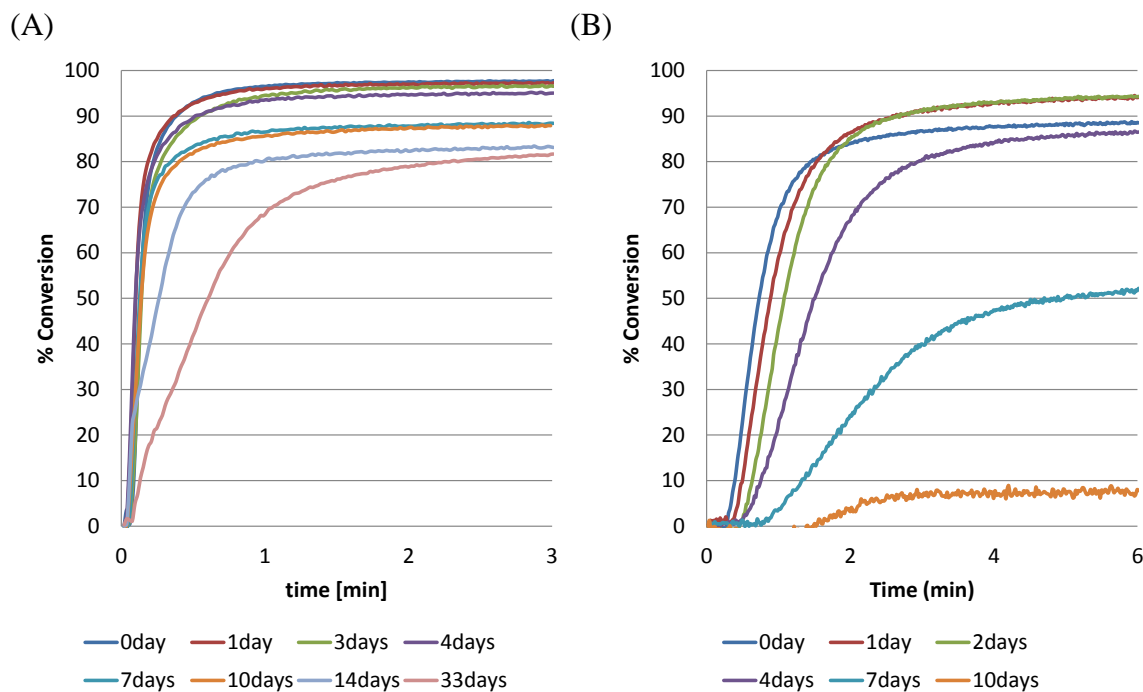 (A)
% Conversion
100
90
80
70
60
50
40
30
20
10
0
0 1 2 3
time [min]
0day 1day 3days 4days
7days 10days 14days 33days
(B)
% Conversion
100
90
80
70
60
50
40
30
20
10
0
0 2 4 6
Time (min)
0day 1day 2days
4days 7days 10days